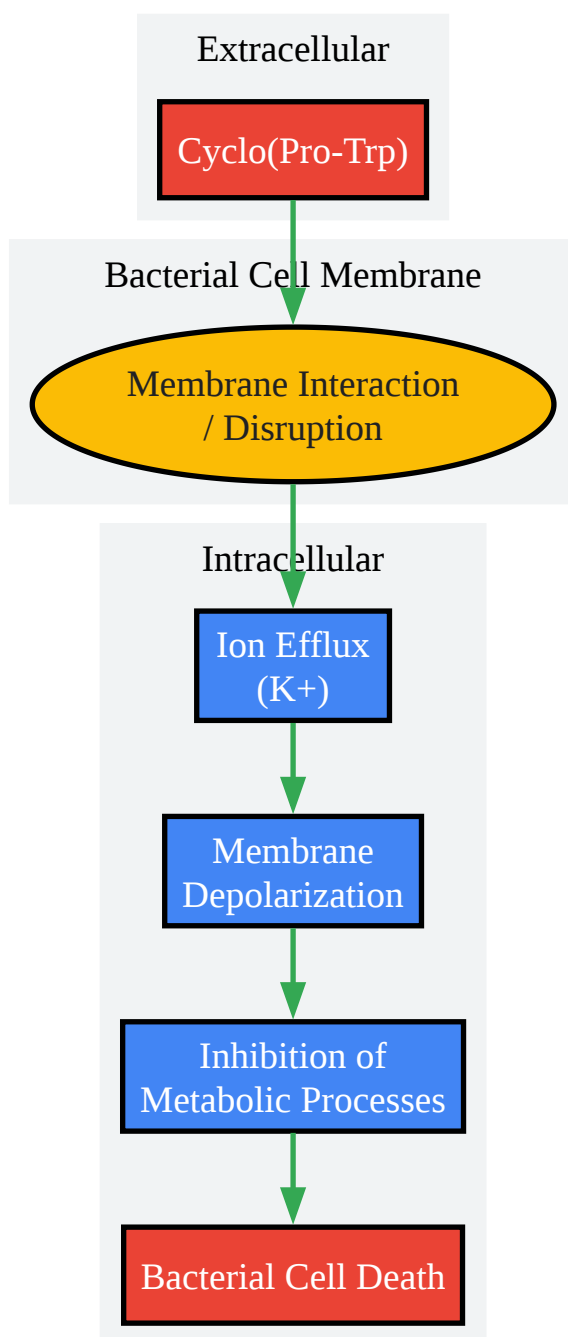 Extracellular
Cyclo(Pro-Trp)
Bacterial Cell Membrane
Membrane Interaction
/ Disruption
Intracellular
Ion Efflux
(K+)
Membrane
Depolarization
Inhibition of
Metabolic Processes
Bacterial Cell Death